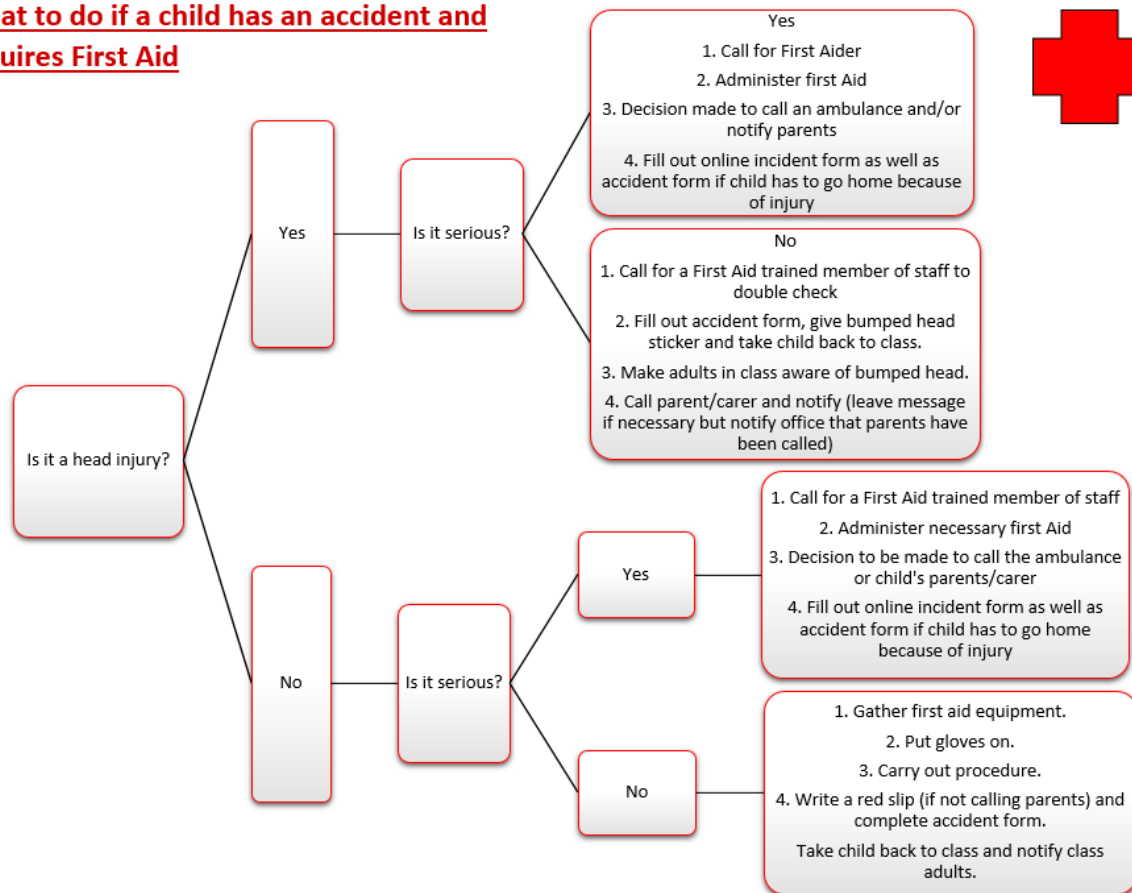 at to do if a child has an accident and
uires First Aid
Yes
1. Call for First Aider
2. Administer first Aid
3. Decision made to call an ambulance and/or
notify parents
4. Fill out online incident form as well as
accident form if child has to go home because
of injury
Yes
Is it serious?
No
1. Call for a First Aid trained member of staff to
double check
2. Fill out accident form, give bumped head
sticker and take child back to class.
3. Make adults in class aware of bumped head.
4. Call parent/carer and notify (leave message
if necessary but notify office that parents have
been called)
Is it a head injury?
1. Call for a First Aid trained member of staff
2. Administer necessary first Aid
3. Decision to be made to call the ambulance
or child's parents/carer
4. Fill out online incident form as well as
accident form if child has to go home
because of injury
Yes
No
Is it serious?
No
1. Gather first aid equipment.
2. Put gloves on.
3. Carry out procedure.
4. Write a red slip (if not calling parents) and
complete accident form.
Take child back to class and notify class
adults.